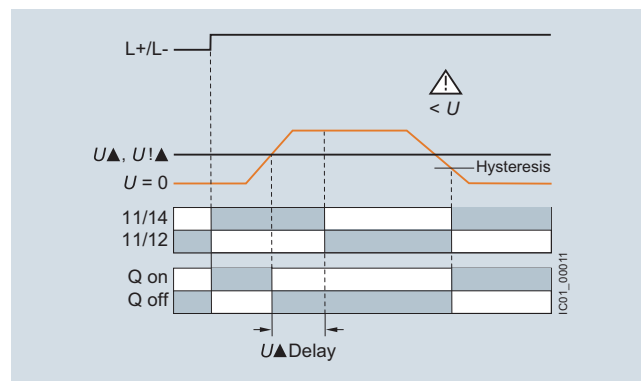 L+/L-
< U
U▲, U!▲
Hysteresis
U = 0
11/14
11/12
Q on
Q off
IC01_00011
U▲Delay